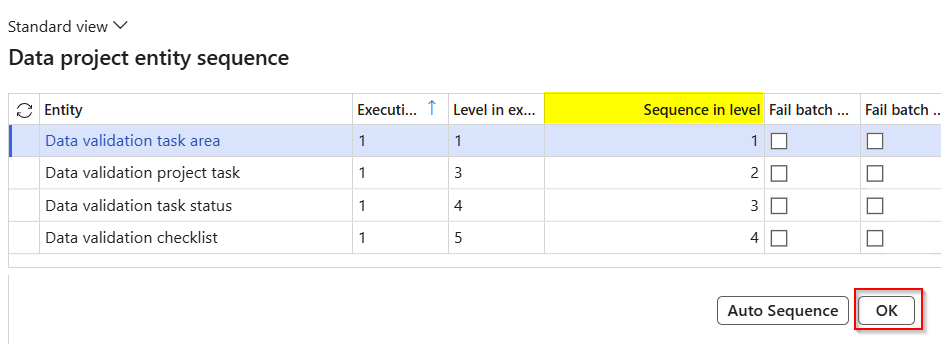 Standard view
Data project entity sequence
Entity Executi... Level in ex... Sequence in level Fail batch ... Fail batch ...
Data validation task area 1 1 1
Data validation project task 1 3 2
Data validation task status 1 4 3
Data validation checklist 1 5 4
Auto Sequence OK